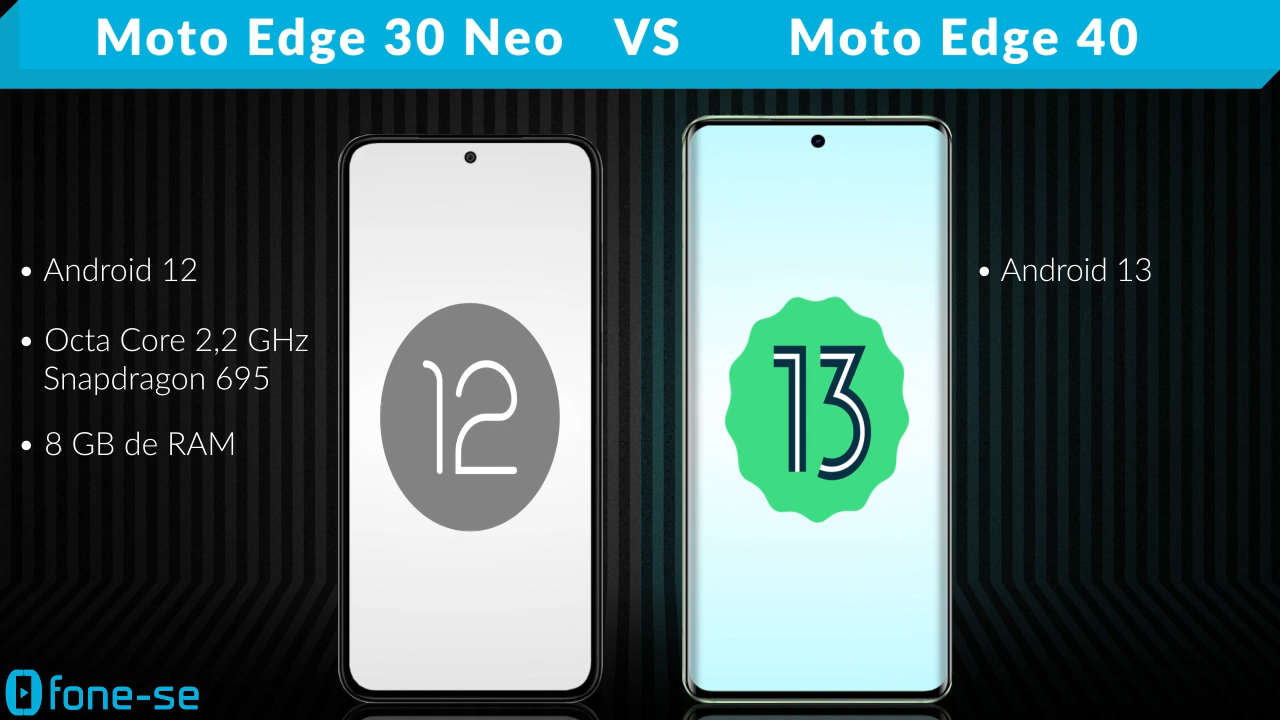 Moto Edge 30 Neo VS Moto Edge 40
• Android 12
• Octa Core 2,2 GHz
Snapdragon 695
• 8 GB de RAM
12
13
• Android 13
fone-se